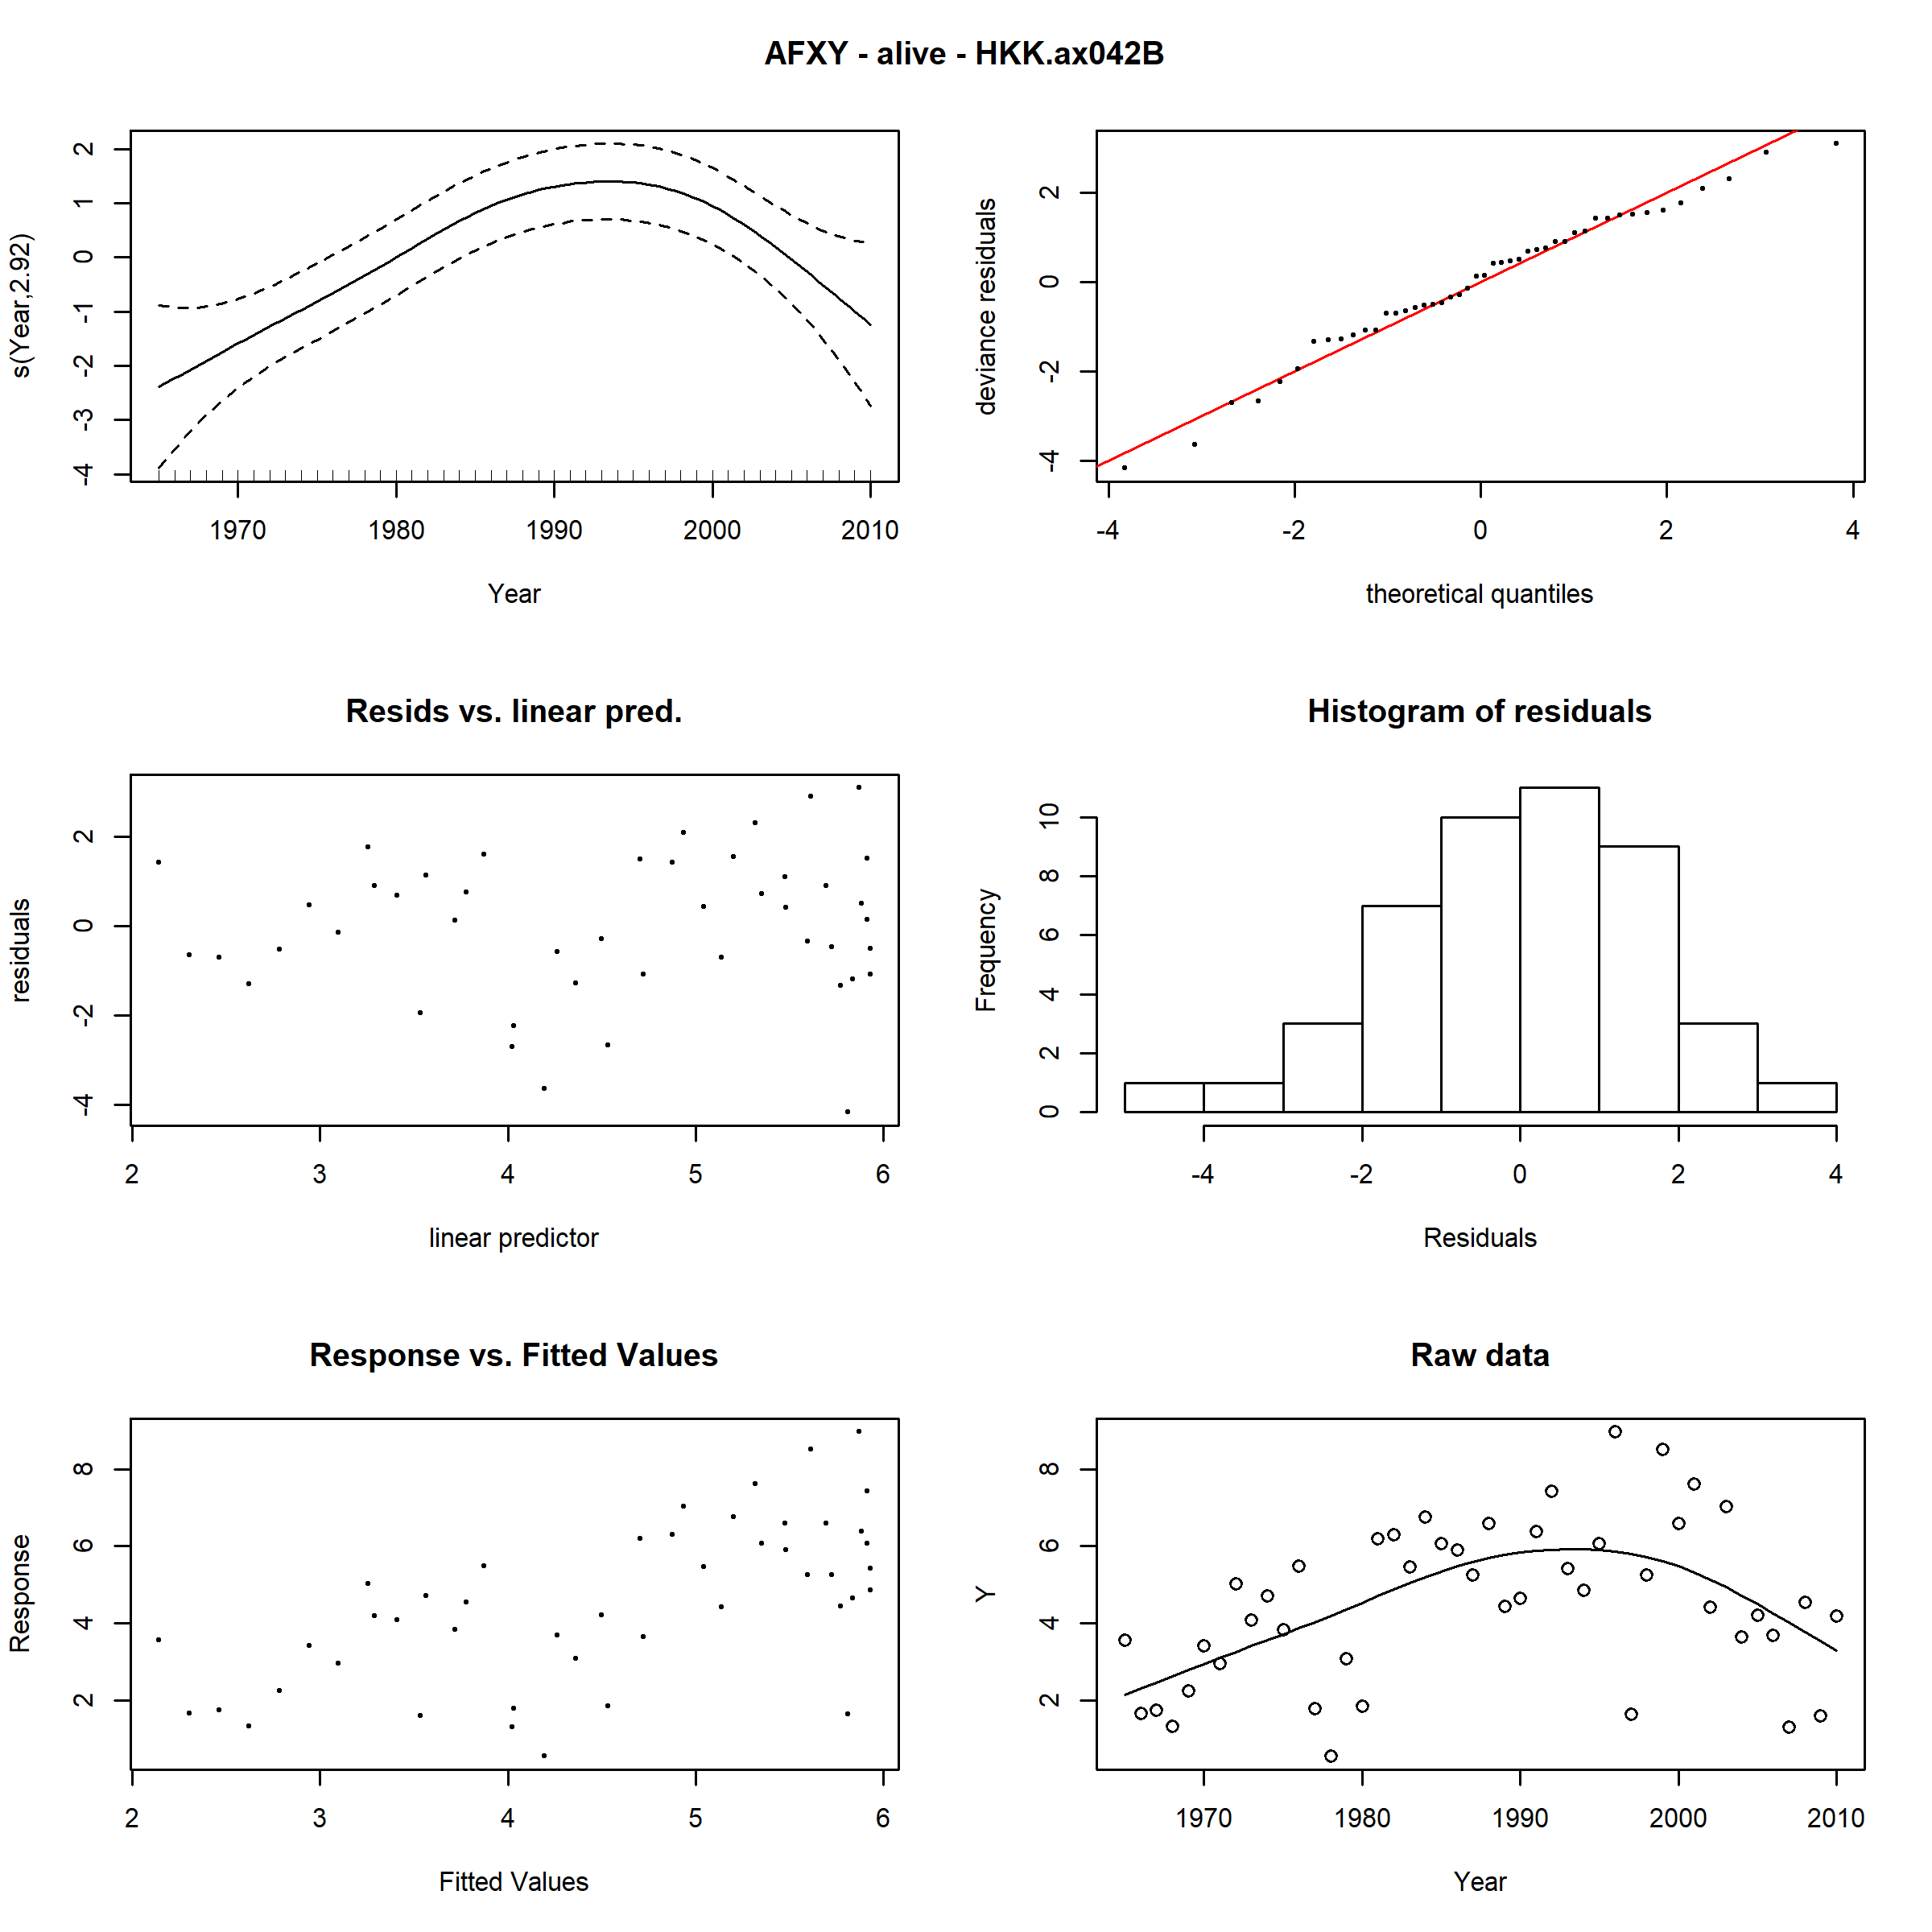 AFXY - alive - HKK.ax042B
s(Year,2.92)
2
1
0
-1
-2
-3
-4
1970 1980 1990 2000 2010
Year
deviance residuals
2
0
-2
-4
-4 -2 0 2 4
theoretical quantiles
Resids vs. linear pred.
residuals
2
0
-2
-4
2 3 4 5 6
linear predictor
Histogram of residuals
Frequency
10
8
6
4
2
0
-4 -2 0 2 4
Residuals
Response vs. Fitted Values
Response
8
6
4
2
2 3 4 5 6
Fitted Values
Raw data
Y
8
6
4
2
1970 1980 1990 2000 2010
Year